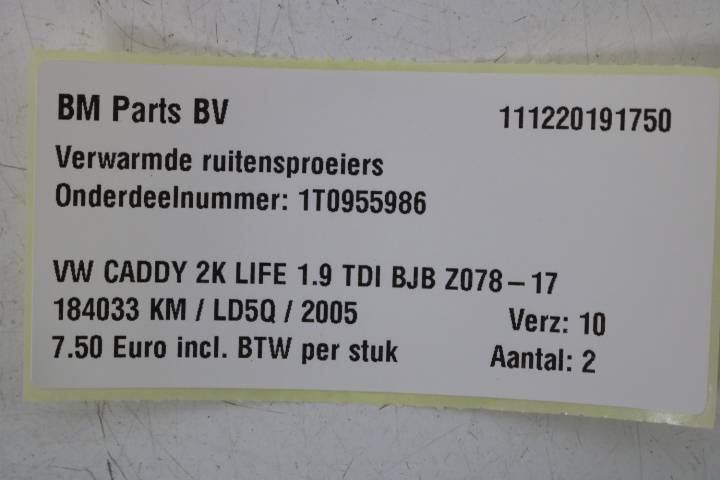 BM Parts BV 111220191750
Verwarmde ruitensproeiers
Onderdeelnummer: 1T0955986
VW CADDY 2K LIFE 1.9 TDI BJB Z078 – 17
184033 KM / LD5Q / 2005 Verz: 10
7.50 Euro incl. BTW per stuk Aantal: 2